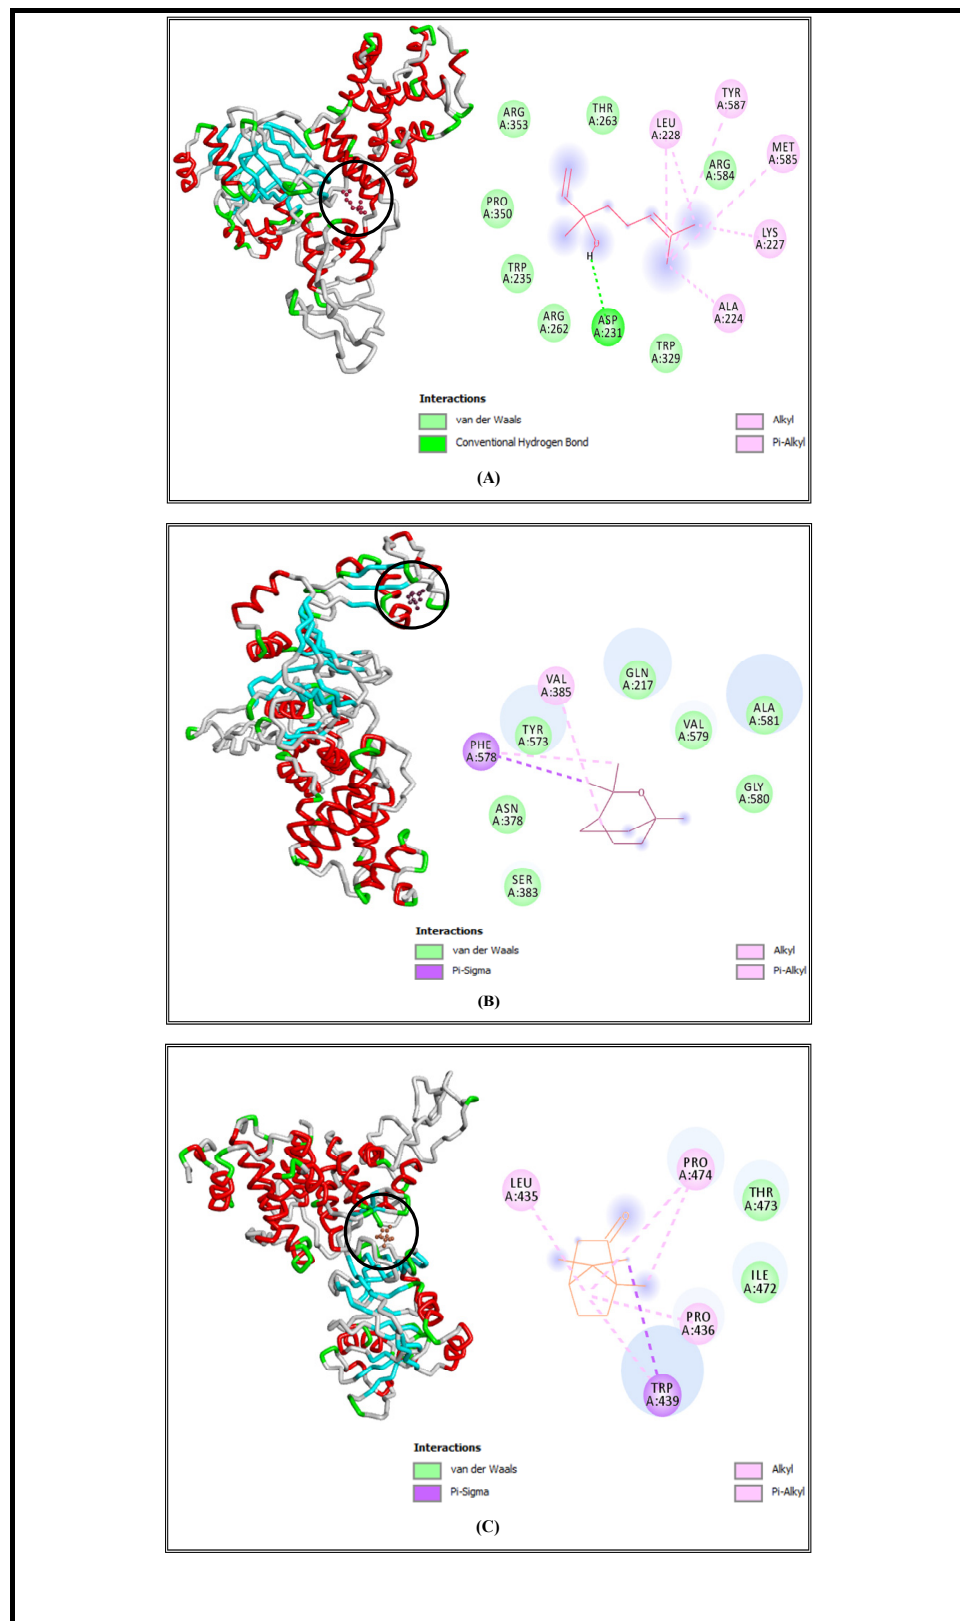 ARG
A:353
THR
A:263
LEU
A:228
TYR
A:587
MET
A:585
ARG
A:584
PRO
A:350
LYS
A:227
TRP
A:235
ARG
A:262
ASP
A:231
ALA
A:224
TRP
A:329
O
H
Interactions
van der Waals
Conventional Hydrogen Bond
Alkyl
Pi-Alkyl
(A)
VAL
A:385
GLN
A:217
ALA
A:581
TYR
A:573
VAL
A:579
PHE
A:578
GLY
A:580
ASN
A:378
SER
A:383
O
Interactions
van der Waals
Pi-Sigma
Alkyl
Pi-Alkyl
(B)
LEU
A:435
PRO
A:474
THR
A:473
ILE
A:472
PRO
A:436
TRP
A:439
Interactions
van der Waals
Pi-Sigma
Alkyl
Pi-Alkyl
(C)